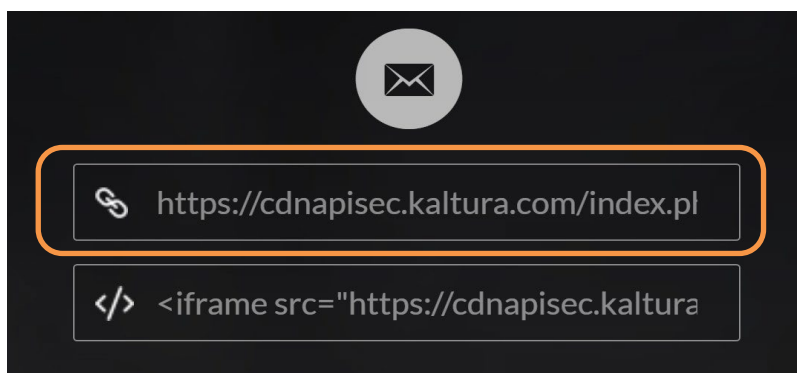 https://cdnapisec.kaltura.com/index.pl
</> <iframe src="https://cdnapisec.kaltura